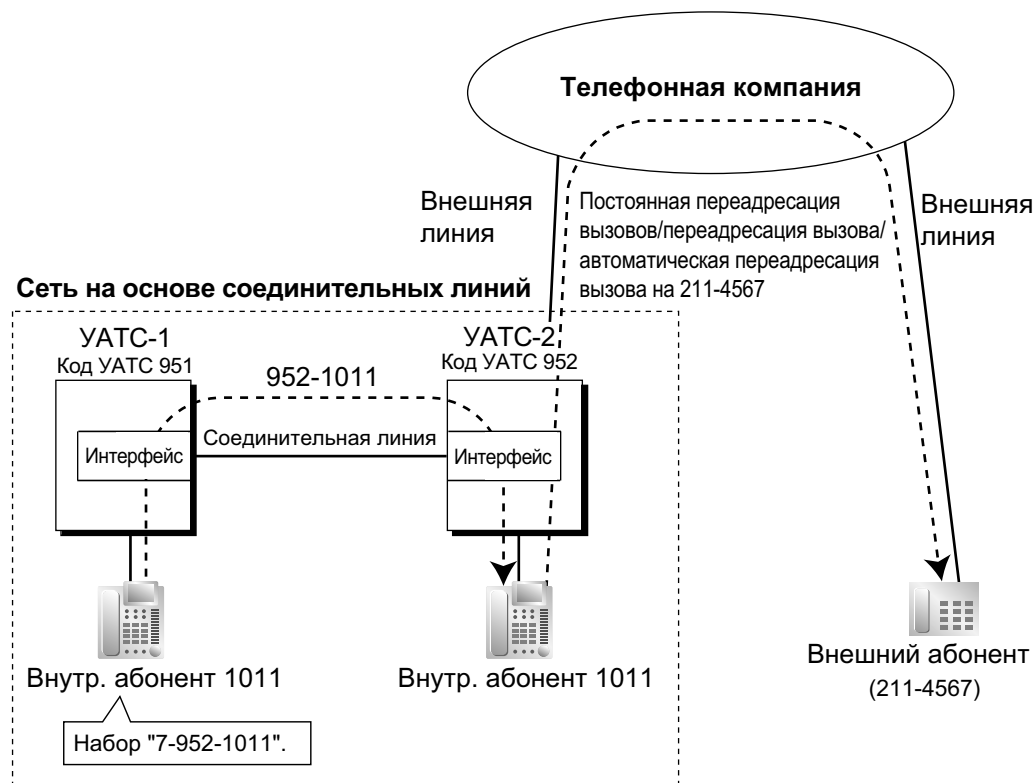 Телефонная компания
Внешняя
линия
Постоянная переадресация
вызовов/переадресация вызова/
автоматическая переадресация
вызова на 211-4567
Внешняя
линия
Сеть на основе соединительных линий
УАТС-1
Код УАТС 951
УАТС-2
Код УАТС 952
952-1011
Соединительная линия
Интерфейс
Интерфейс
Внутр. абонент 1011
Внутр. абонент 1011
Внешний абонент
(211-4567)
Набор "7-952-1011".